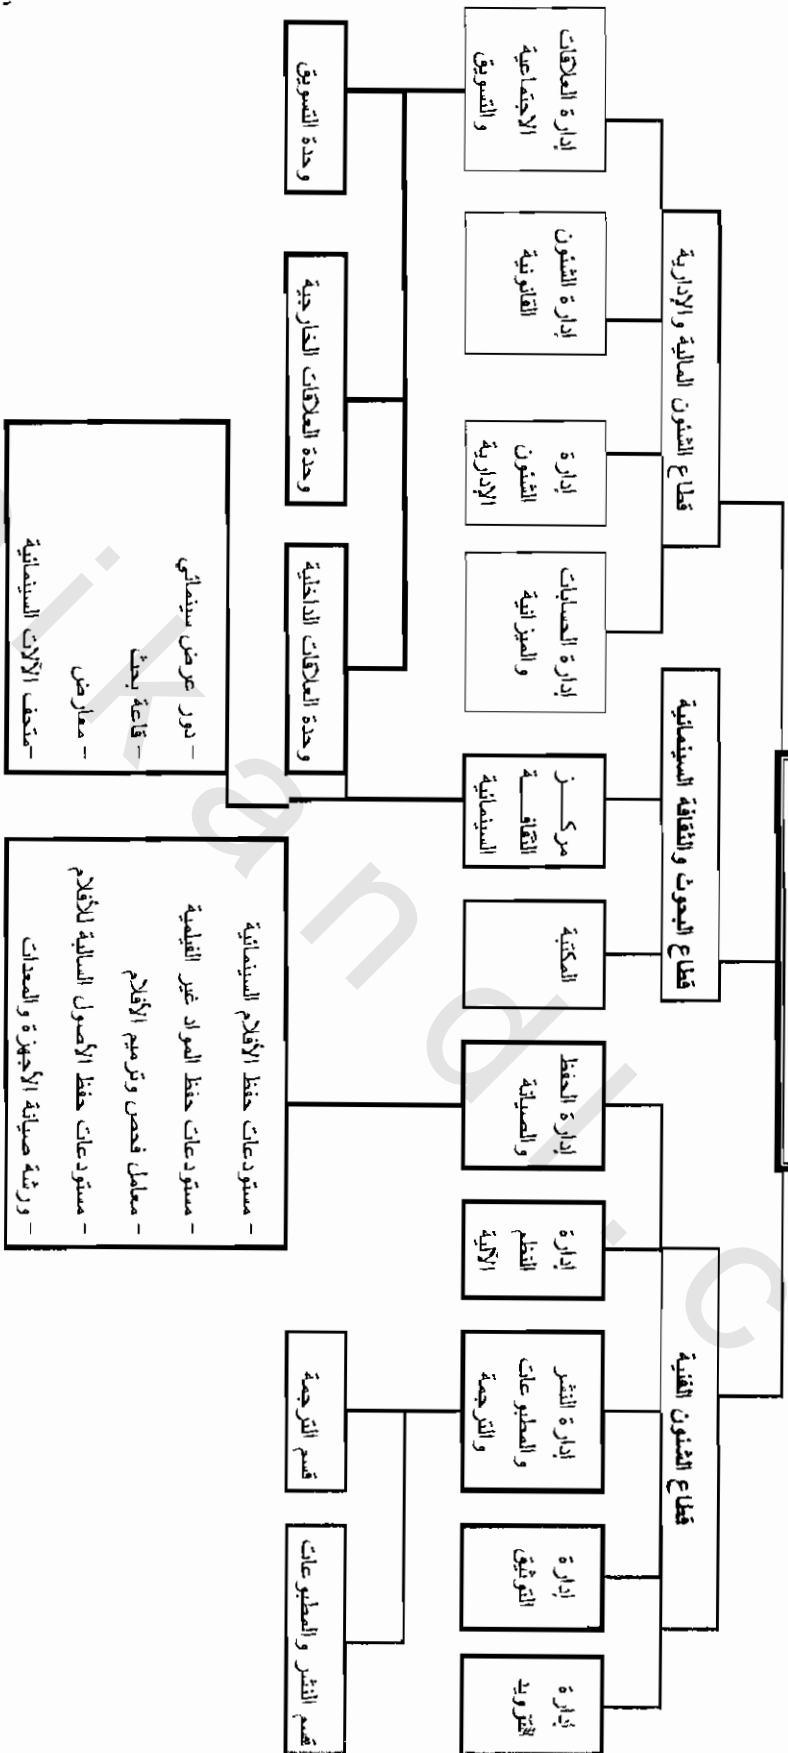 قطاع الشئون الفنية
قطاع البحوث والثقافة السينمائية
قطاع الشئون المالية والإدارية
إدارة
التزويد
إدارة
التوثيق
إدارة النشر
والمطبوعات
والترجمة
إدارة
النظم
الآلية
إدارة الحفظ
والصيانة
المكتبة
مركــــز
الثقافــــة
السينمائية
إدارة الحسابات
والميزانية
إدارة
الشئون
الإدارية
إدارة الشئون
القانونية
إدارة العلاقات
الاجتماعية
والتسويق
قسم النشر والمطبوعات
قسم الترجمة
وحدة العلاقات الداخلية
وحدة العلاقات الخارجية
وحدة التسويق
- مستودعات حفظ الأفلام السينمائية
- مستودعات حفظ المواد غير الفيلمية
- معامل فحص وترميم الأفلام
- مستودعات حفظ الأصول السالبة للأفلام
- ورشة صيانة الأجهزة والمعدات
- دور عرض سينمائي
- قاعة بحث
- معارض
-متحف الآلات السينمائية
ikandlc